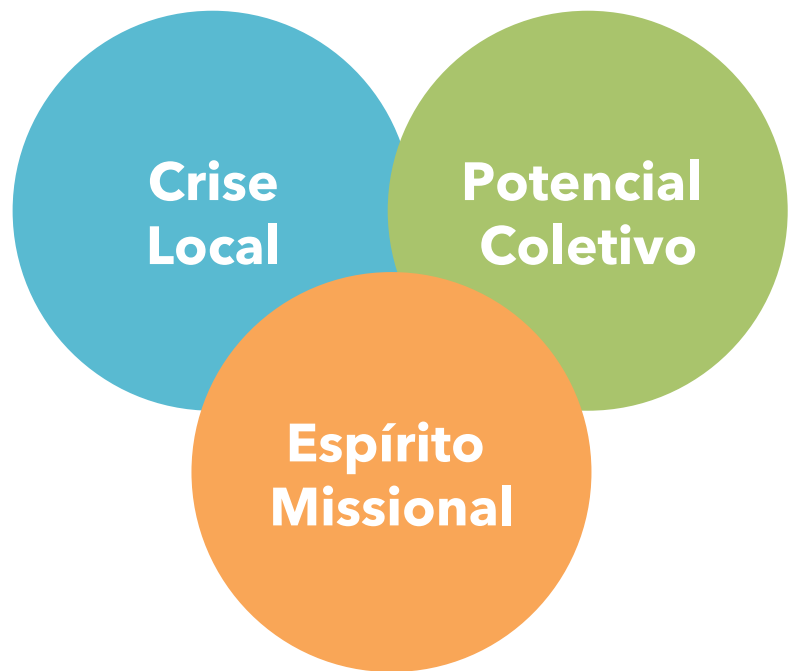 Crise
Local
Potencial
Coletivo
Espírito
Missional